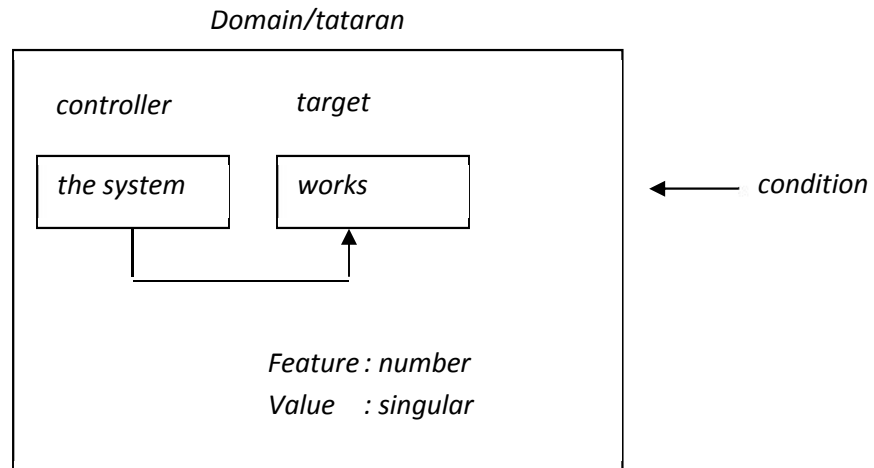 Domain/tataran
controller target
the system works
condition
Feature : number
Value : singular